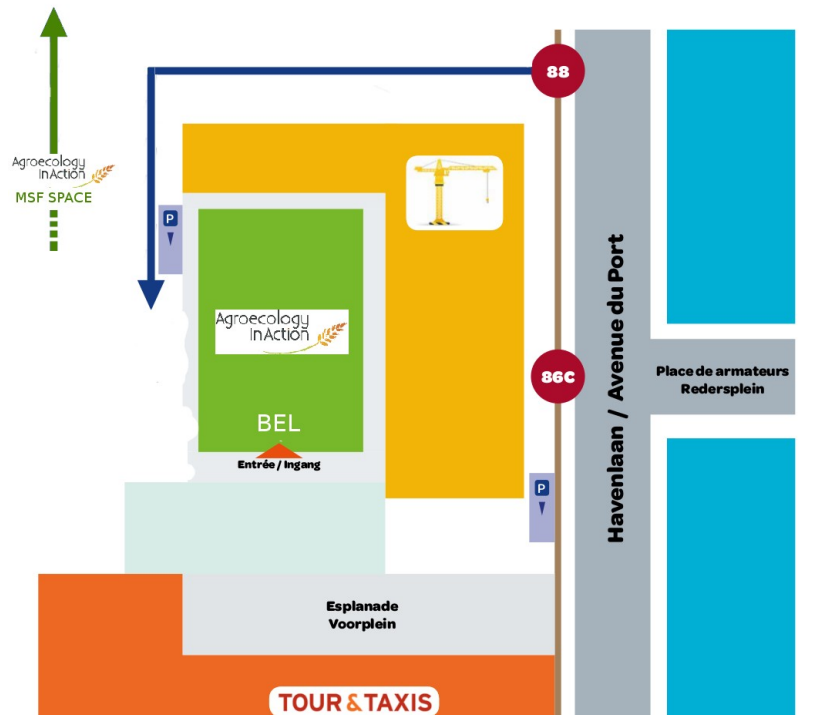 88
Agroecology
inAction
MSF SPACE
P
Agroecology
inAction
BEL
Entrée / Ingang
86C
Havenlaan / Avenue du Port
Place de armateurs
Redersplein
P
Esplanade
Voorplein
TOUR & TAXIS